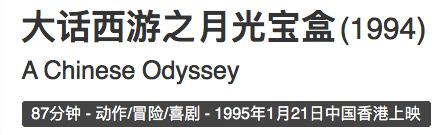 大话西游之月光宝盒(1994)
A Chinese Odyssey
87分钟 - 动作/冒险/喜剧 - 1995年1月21日中国香港上映